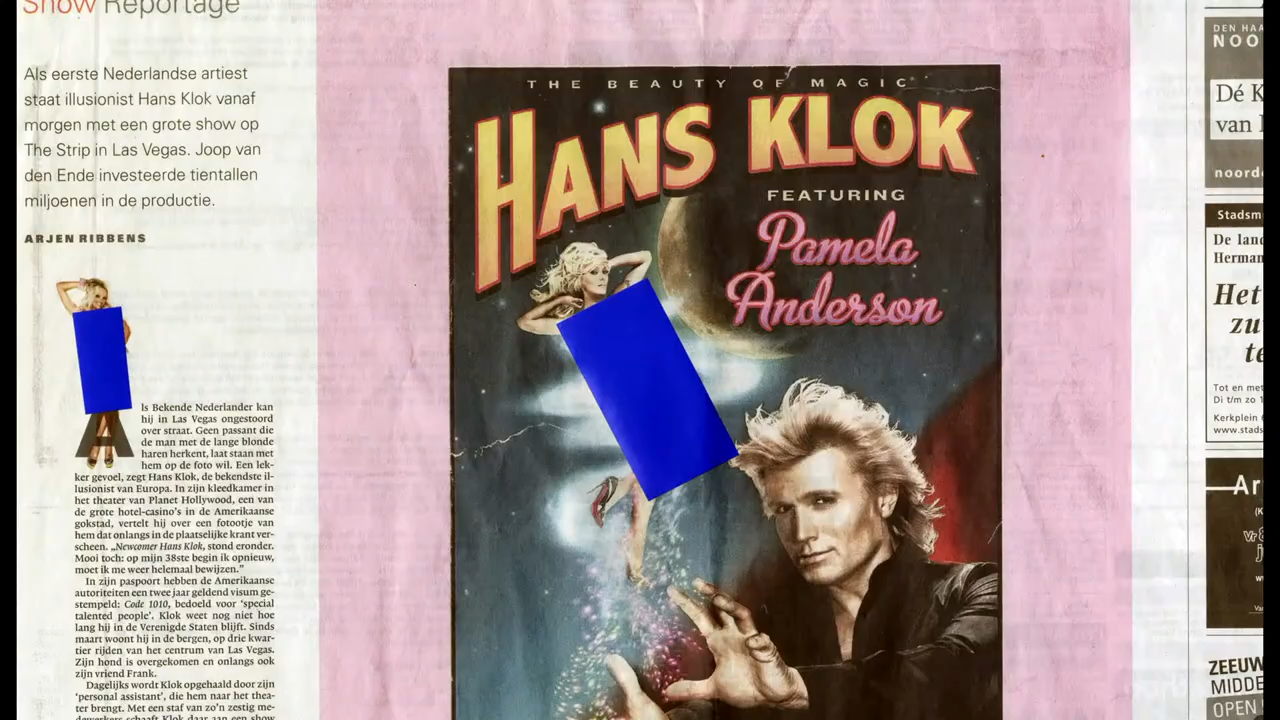 Show Reportage
Als eerste Nederlandse artiest
staat illusionist Hans Klok vanaf
morgen met een grote show op
The Strip in Las Vegas. Joop van
den Ende investeerde tientallen
miljoenen in de productie.
ARJEN RIBBENS
A
ls Bekende Nederlander kan
hij in Las Vegas ongestoord
over straat. Geen passant die
de man met de lange blonde
haren herkent, laat staan met
hem op de foto wil. Een lek-
ker gevoel, zegt Hans Klok, de bekendste il-
lusionist van Europa. In zijn kleedkamer in
het theater van Planet Hollywood, een van
de grote hotel-casino's in de Amerikaanse
gokstad, vertelt hij over een fotootje van
hem dat onlangs in de plaatselijke krant ver-
scheen. „Newcomer Hans Klok, stond eronder.
Mooi toch: op mijn 38ste begin ik opnieuw,
moet ik me weer helemaal bewijzen."
In zijn paspoort hebben de Amerikaanse
autoriteiten een twee jaar geldend visum ge-
stempeld: Code 1010, bedoeld voor 'special
talented people'. Klok weet nog niet hoe
lang hij in de Verenigde Staten blijft. Sinds
maart woont hij in de bergen, op drie kwar-
tier rijden van het centrum van Las Vegas.
Zijn hond is overgekomen en onlangs ook
zijn vriend Frank.
Dagelijks wordt Klok opgehaald door zijn
'personal assistant', die hem naar het thea-
ter brengt. Met een staf van zo'n zestig me-
dewerkers schaaft Klok daar aan een show
THE BEAUTY OF MAGIC
HANS KLOK
FEATURING
Pamela
Anderson
DEN HAA
NOO
Dé K
van
noord
Stadsm
De land
Herman
Het
zu
te
Tot en met
Di t/m zo 1
Kerkplein
www.stads
Ar
ZEEUW
MIDDE
OPEN